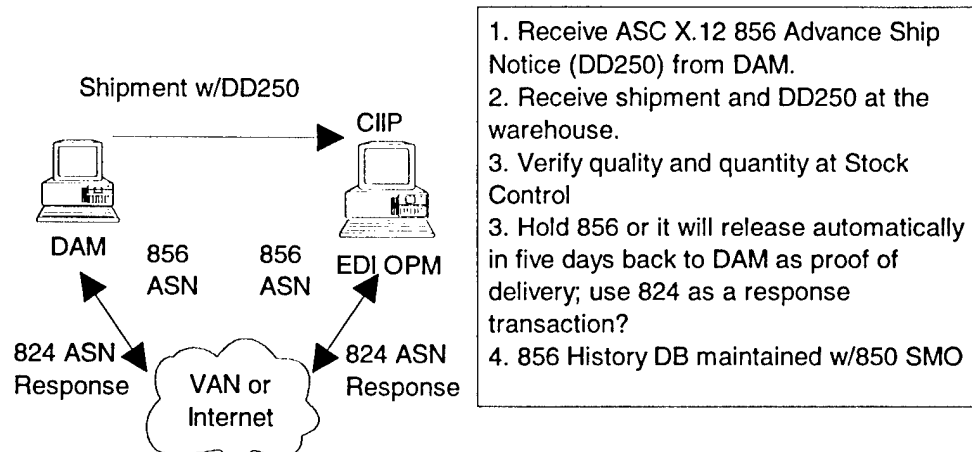 Shipment w/DD250
CIIP
DAM
EDI OPM
856
ASN
856
ASN
824 ASN
Response
824 ASN
Response
VAN or
Internet
1. Receive ASC X.12 856 Advance Ship
Notice (DD250) from DAM.
2. Receive shipment and DD250 at the
warehouse.
3. Verify quality and quantity at Stock
Control
3. Hold 856 or it will release automatically
in five days back to DAM as proof of
delivery; use 824 as a response
transaction?
4. 856 History DB maintained w/850 SMO